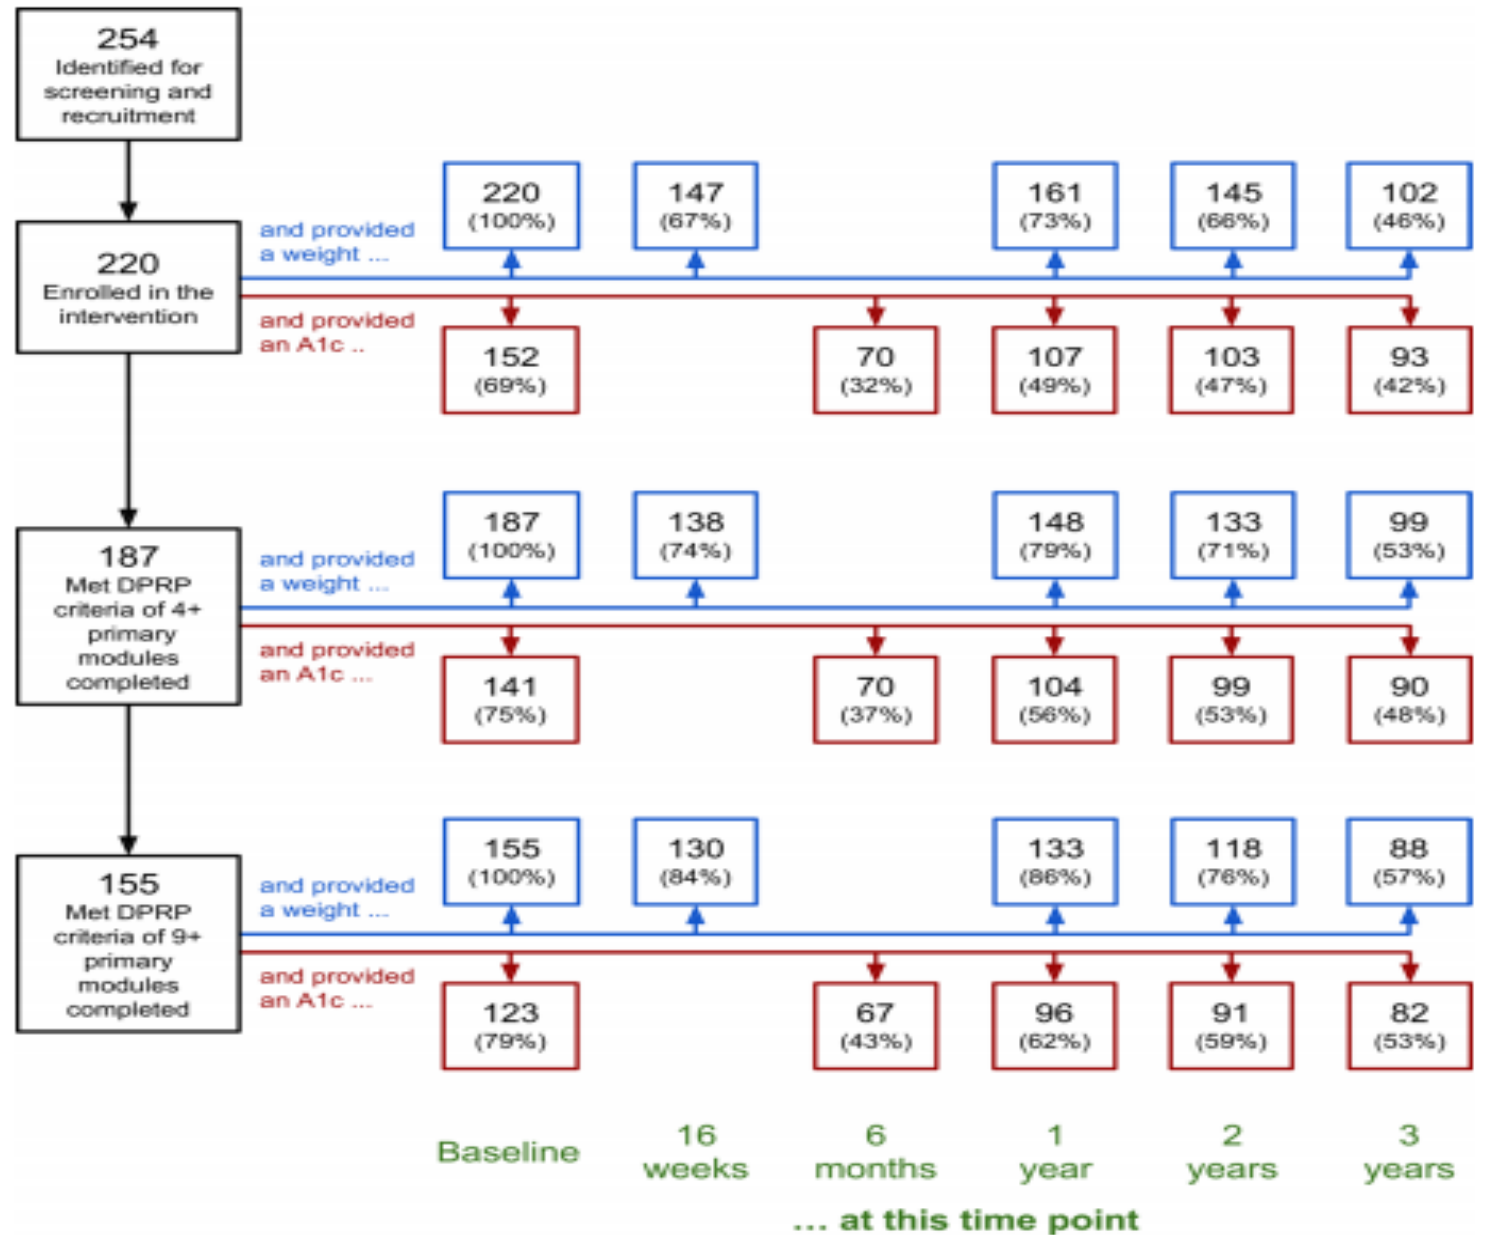 254
Identified for
screening and
recruitment
220
Enrolled in the
intervention
and provided
a weight ...
220
(100%)
147
(67%)
161
(73%)
145
(66%)
102
(46%)
and provided
an A1c ..
152
(69%)
70
(32%)
107
(49%)
103
(47%)
93
(42%)
187
Met DPRP
criteria of 4+
primary
modules
completed
and provided
a weight ...
187
(100%)
138
(74%)
148
(79%)
133
(71%)
99
(53%)
and provided
an A1c ...
141
(75%)
70
(37%)
104
(56%)
99
(53%)
90
(48%)
155
Met DPRP
criteria of 9+
primary
modules
completed
and provided
a weight ...
155
(100%)
130
(84%)
133
(86%)
118
(76%)
88
(57%)
and provided
an A1c ...
123
(79%)
67
(43%)
96
(62%)
91
(59%)
82
(53%)
Baseline
16
weeks
6
months
1
year
2
years
3
years
... at this time point